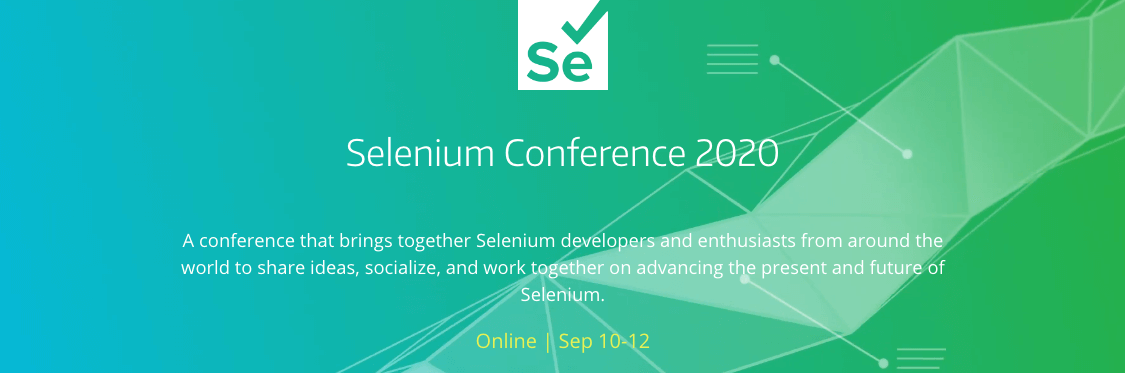 Se
Selenium Conference 2020
A conference that brings together Selenium developers and enthusiasts from around the
world to share ideas, socialize, and work together on advancing the present and future of
Selenium.
Online | Sep 10-12